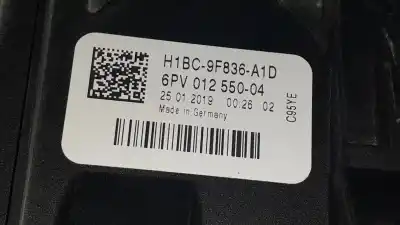 H1BC-9F836-A1D
6PV 012 550-04
25.01.2019 00:26 02
Made in Germany
C95YE